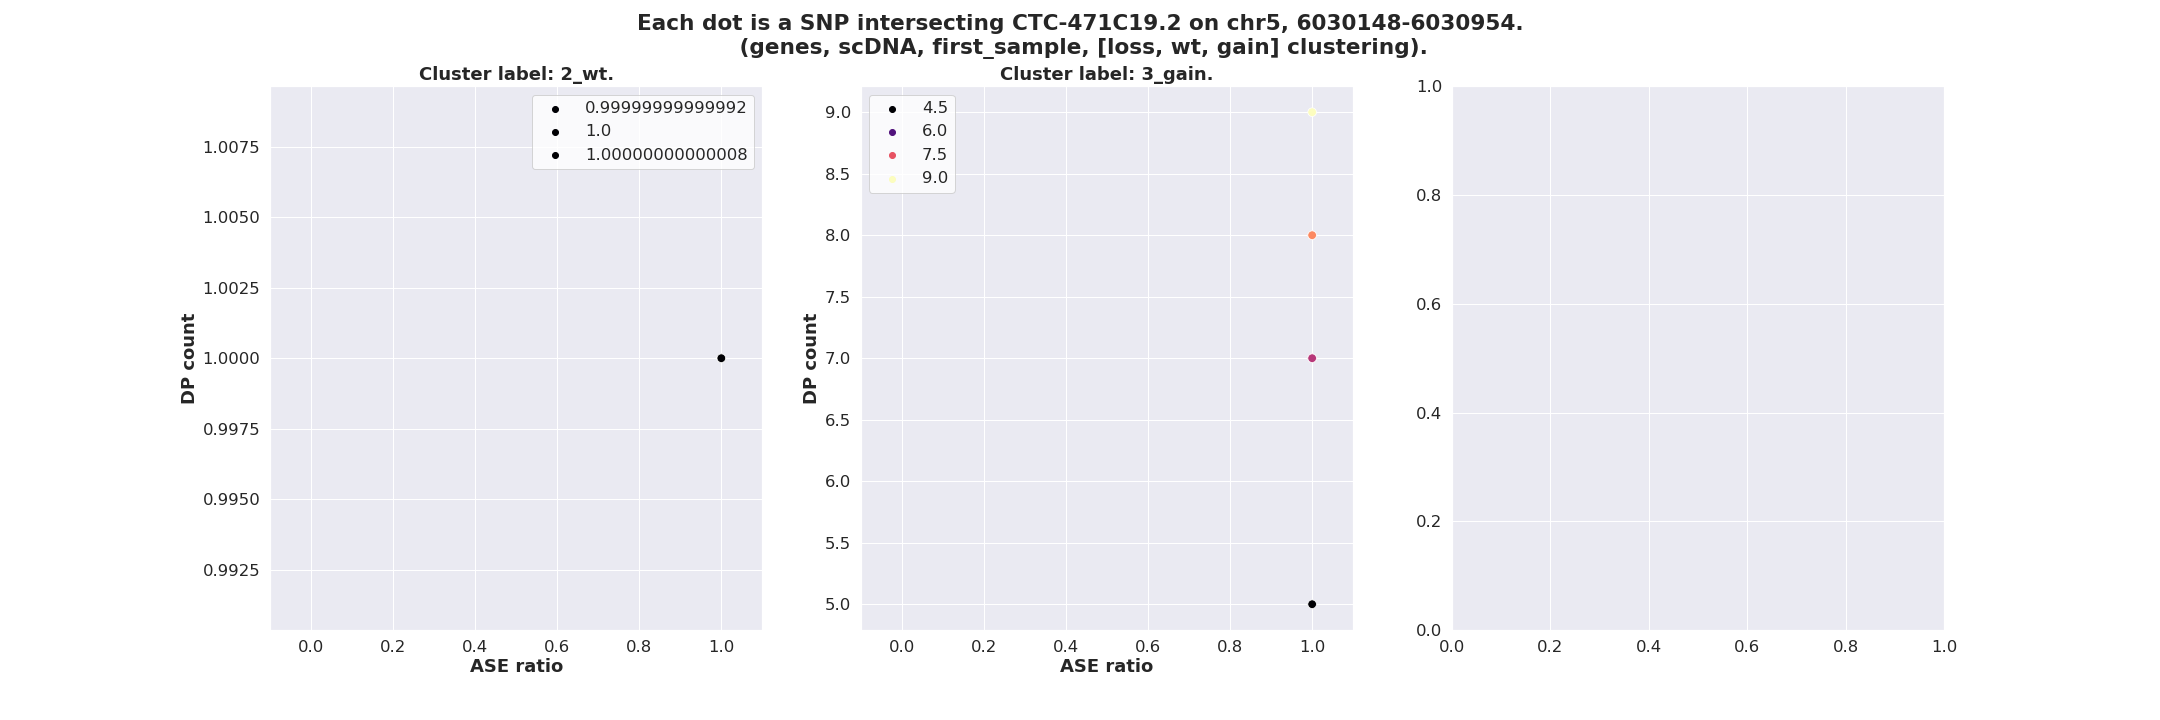 Each dot is a SNP intersecting CTC-471C19.2 on chr5, 6030148-6030954.
(genes, scDNA, first_sample, [loss, wt, gain] clustering).
Cluster label: 2_wt.
0.99999999999992
1.0
1.00000000000008
1.0075
1.0050
1.0025
1.0000
0.9975
0.9950
0.9925
DP count
0.0 0.2 0.4 0.6 0.8 1.0
ASE ratio
Cluster label: 3_gain.
4.5
6.0
7.5
9.0
9.0
8.5
8.0
7.5
7.0
6.5
6.0
5.5
5.0
DP count
0.0 0.2 0.4 0.6 0.8 1.0
ASE ratio
1.0
0.8
0.6
0.4
0.2
0.0
0.0 0.2 0.4 0.6 0.8 1.0